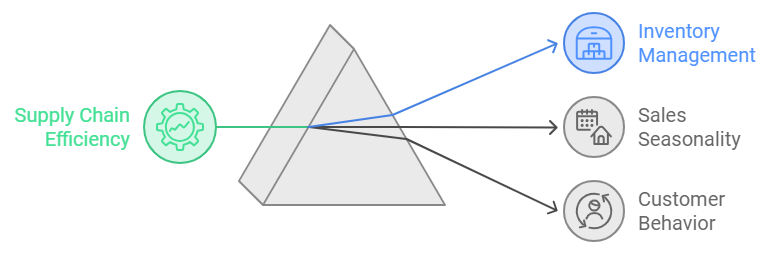 Supply Chain
Efficiency
Inventory
Management
Sales
Seasonality
Customer
Behavior